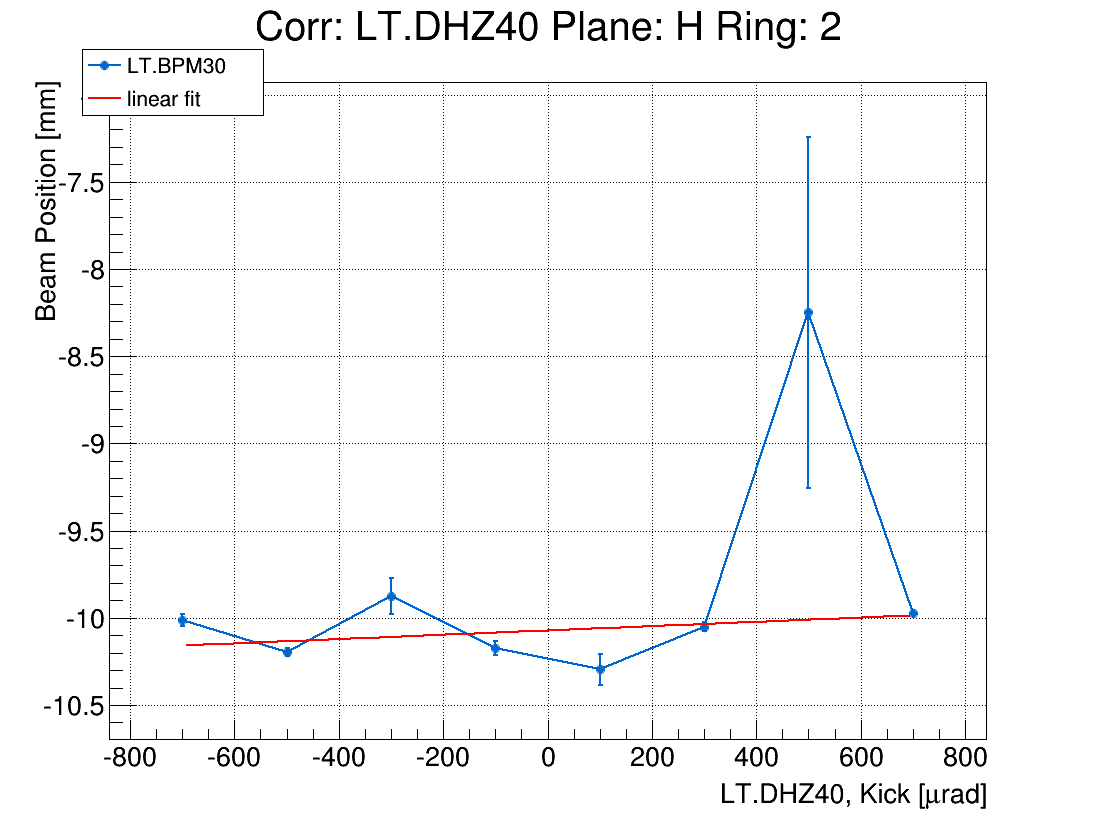 Corr: LT.DHZ40 Plane: H Ring: 2
LT.BPM30
linear fit
Beam Position [mm]
-7.5
-8
-8.5
-9
-9.5
-10
-10.5
-800 -600 -400 -200 0 200 400 600 800
LT.DHZ40, Kick [μrad]